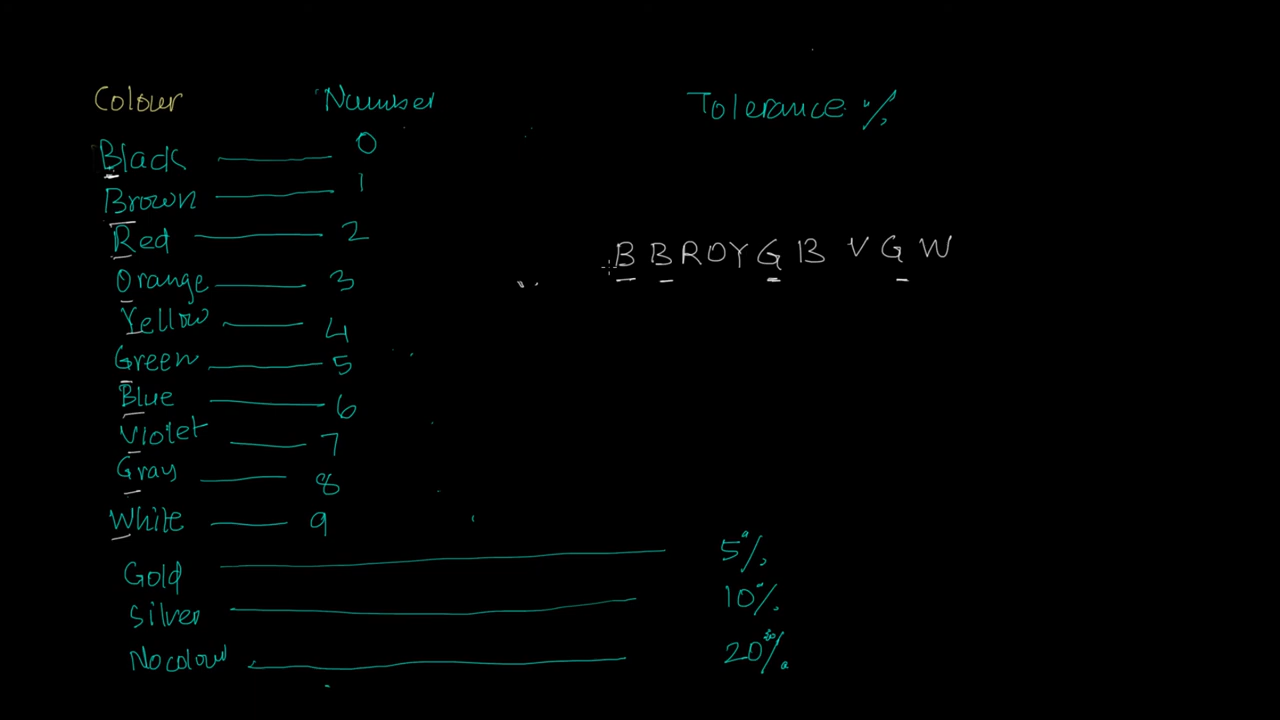 Colour Number Tolerance %
Black 0
Brown 1
Red 2
B B R O Y G B V G W
Orange 3
Yellow 4
Green 5
Blue 6
Violet 7
Gray 8
White 9
Gold 5%
Silver 10%
No colour 20%